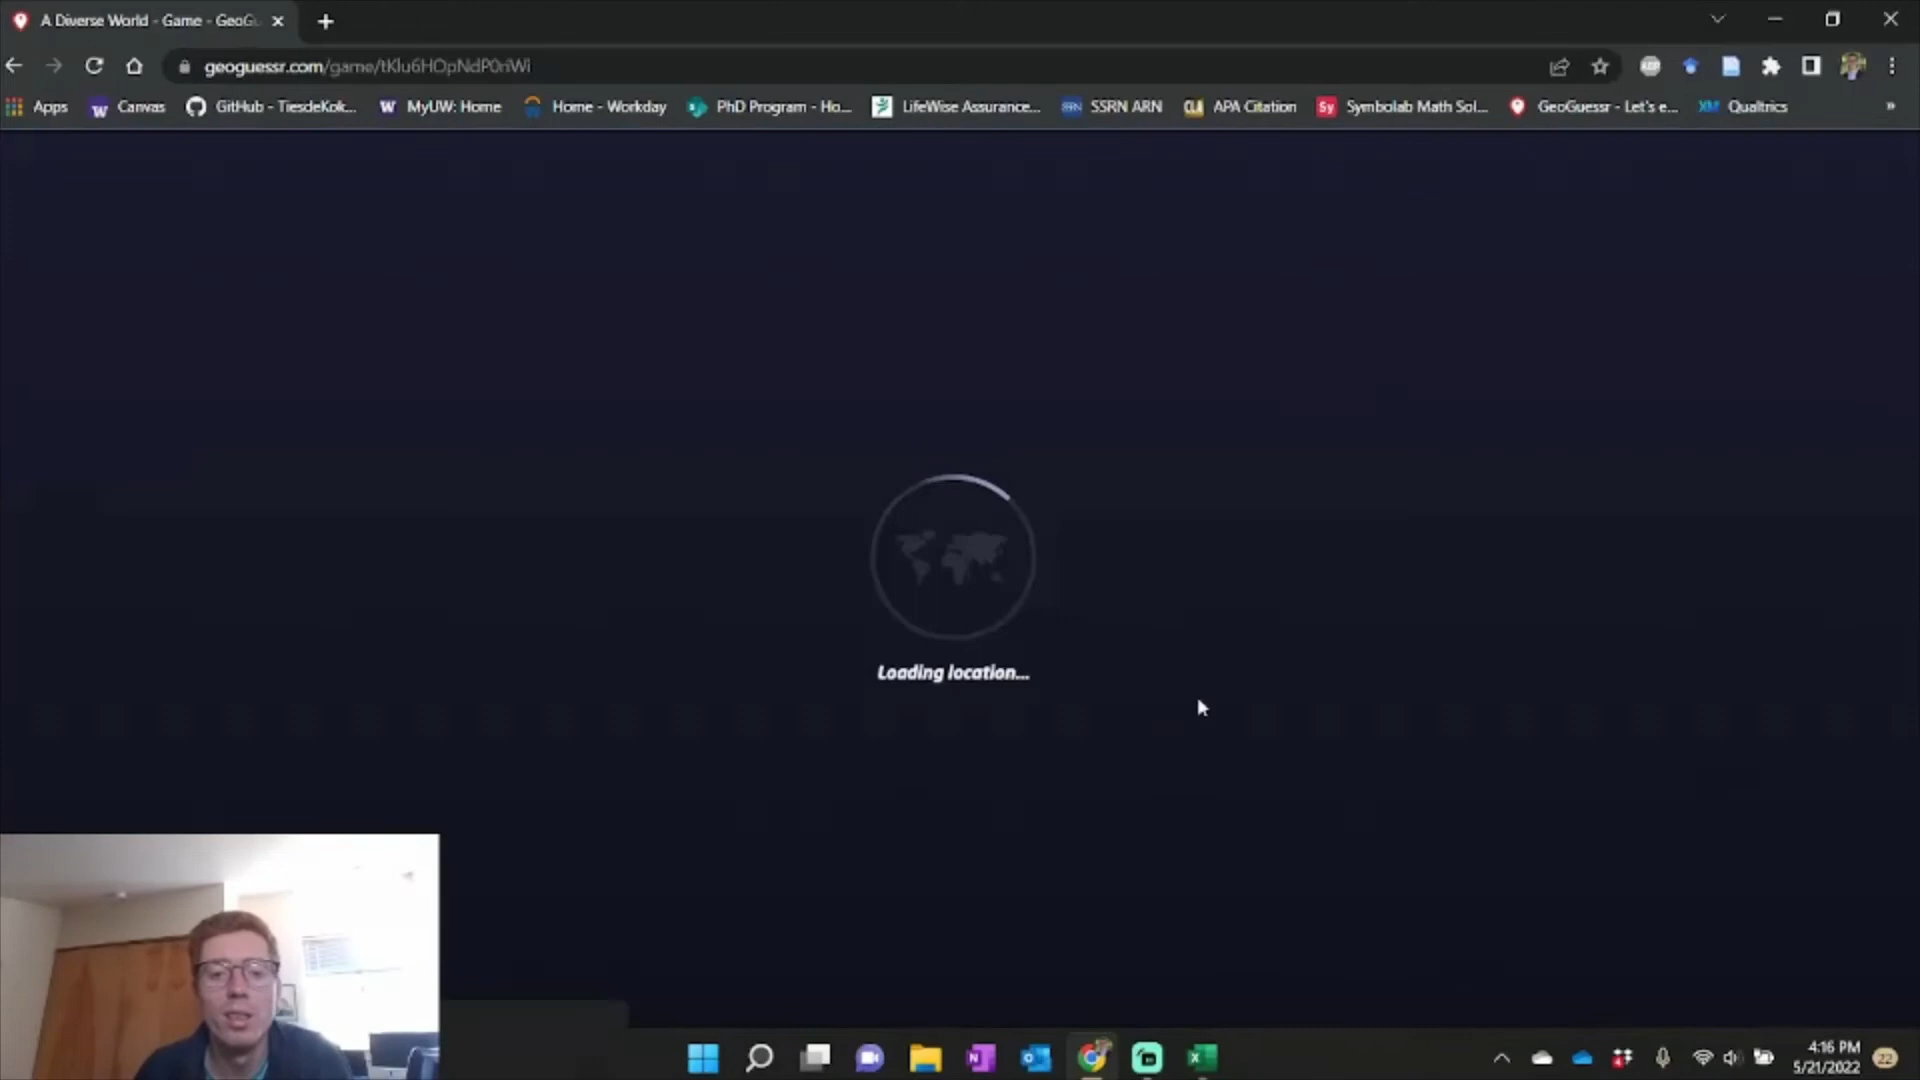 A Diverse World - Game - GeoG
geoguessr.com/game/tKlu6HOpNdP0riWi
Apps
Canvas
GitHub - TiesdeKok...
MyUW: Home
Home - Workday
PhD Program - Ho...
LifeWise Assurance...
SSRN ARN
APA Citation
Symbolab Math Sol...
GeoGuessr - Let's e...
Qualtrics
»
Loading location...
4:16 PM
5/21/2022
22